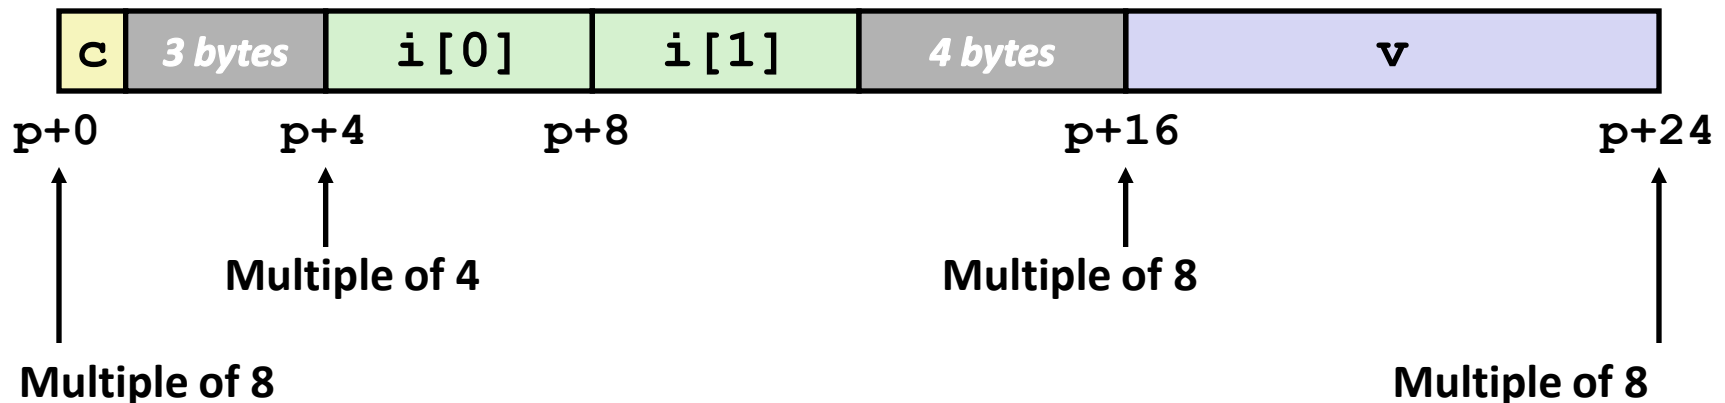 c 3 bytes i[0] i[1] 4 bytes v
p+0 p+4 p+8 p+16 p+24
Multiple of 4 Multiple of 8
Multiple of 8 Multiple of 8